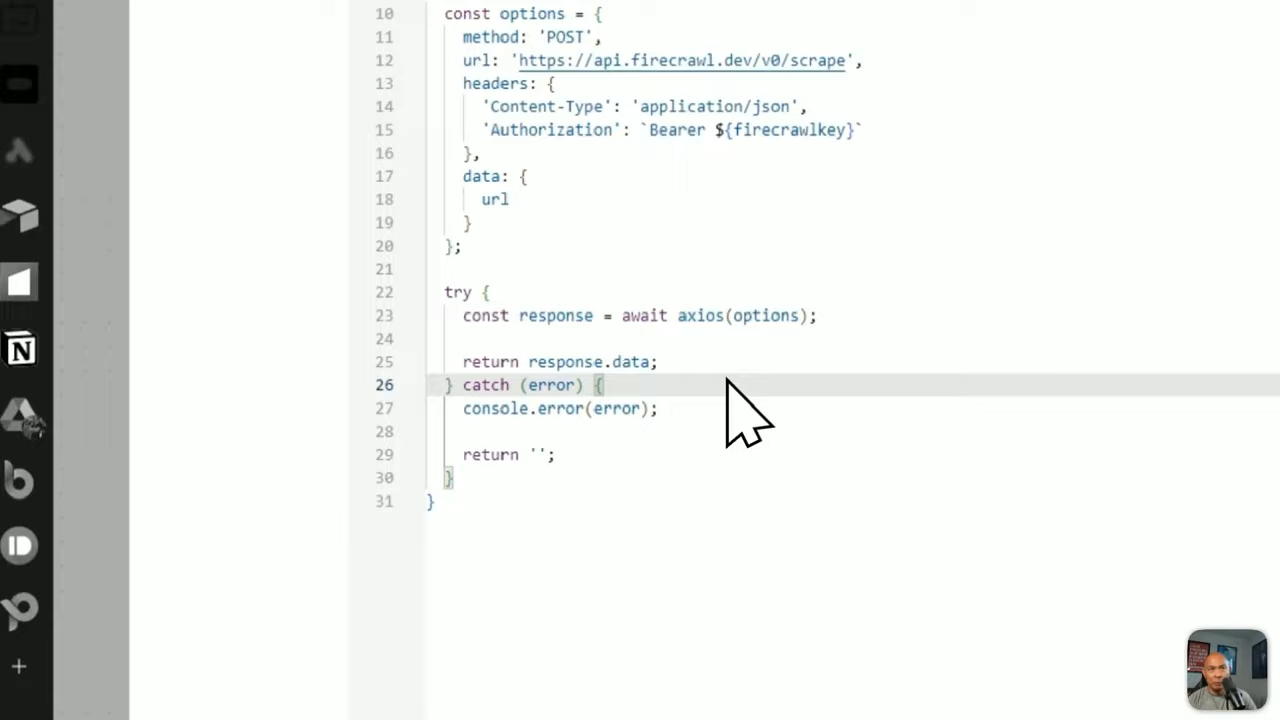 10 const options = {
11 method: 'POST',
12 url: 'https://api.firecrawl.dev/v0/scrape',
13 headers: {
14 'Content-Type': 'application/json',
15 'Authorization': `Bearer ${firecrawlkey}`
16 },
17 data: {
18 url
19 }
20 };
21
22 try {
23 const response = await axios(options);
24
25 return response.data;
26 } catch (error) {
27 console.error(error);
28
29 return '';
30 }
31 }